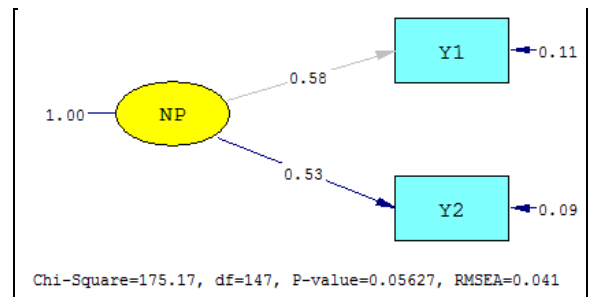 Y1
0.11
0.58
1.00
NP
0.53
Y2
0.09
Chi-Square=175.17, df=147, P-value=0.05627, RMSEA=0.041